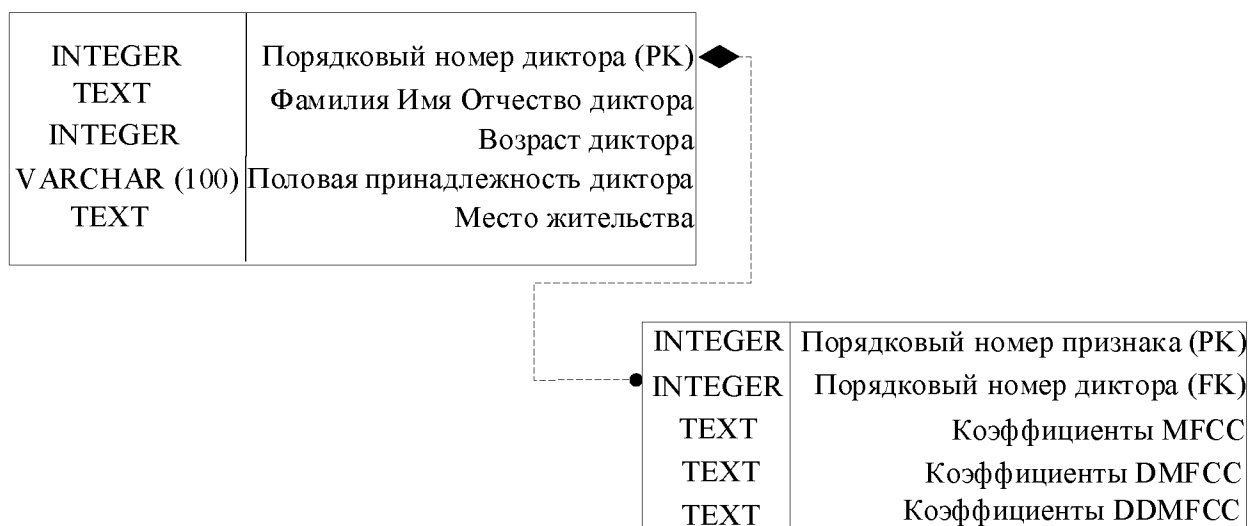 INTEGER Порядковый номер диктора (PK)
TEXT Фамилия Имя Отчество диктора
INTEGER Возраст диктора
VARCHAR (100) Половая принадлежность диктора
TEXT Место жительства
INTEGER Порядковый номер признака (PK)
INTEGER Порядковый номер диктора (FK)
TEXT Коэффициенты MFCC
TEXT Коэффициенты DMFCC
TEXT Коэффициенты DDMFCC